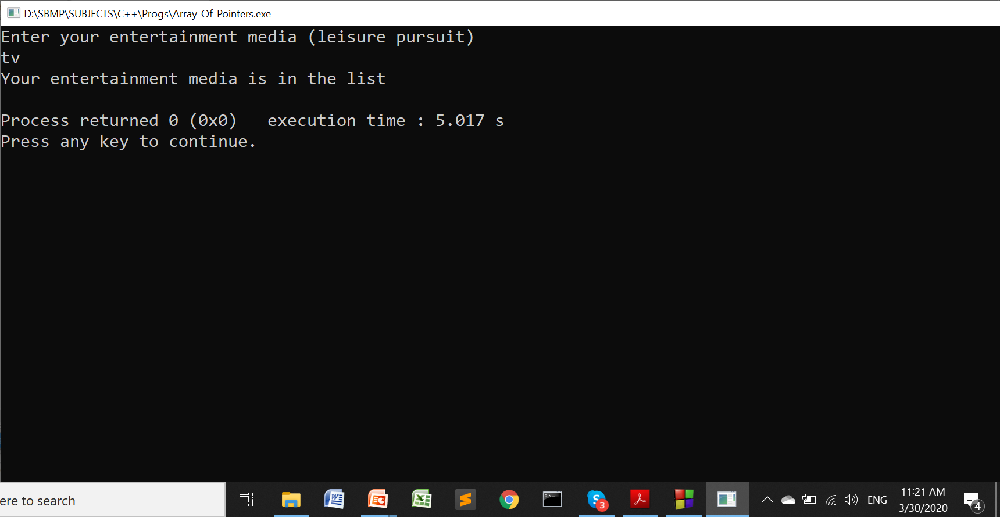 D:\SBMP\SUBJECTS\C++\Progs\Array_Of_Pointers.exe
Enter your entertainment media (leisure pursuit)
tv
Your entertainment media is in the list
Process returned 0 (0x0)   execution time : 5.017 s
Press any key to continue.
ere to search
3
ENG
11:21 AM
3/30/2020
4